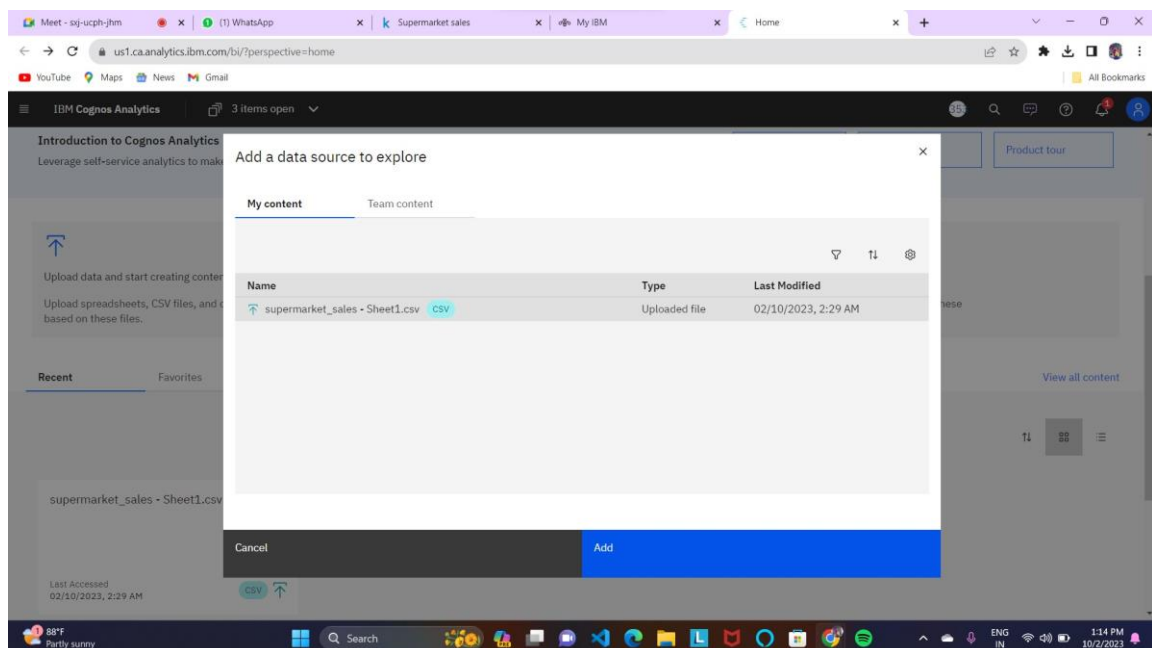 Meet - sxj-ucph-jhm
(1) WhatsApp
Supermarket sales
My IBM
Home
us1.ca.analytics.ibm.com/bi/?perspective=home
YouTube Maps News Gmail
All Bookmarks
IBM Cognos Analytics
3 items open
Introduction to Cognos Analytics
Leverage self-service analytics to make
Product tour
Add a data source to explore
My content
Team content
Upload data and start creating conten
Upload spreadsheets, CSV files, and
based on these files.
Name Type Last Modified
supermarket_sales - Sheet1.csv CSV Uploaded file 02/10/2023, 2:29 AM
Recent
Favorites
View all content
supermarket_sales - Sheet1.csv
Cancel
Add
Last Accessed
02/10/2023, 2:29 AM
CSV
1
88°F
Partly sunny
Search
ENG
IN
1:14 PM
10/2/2023